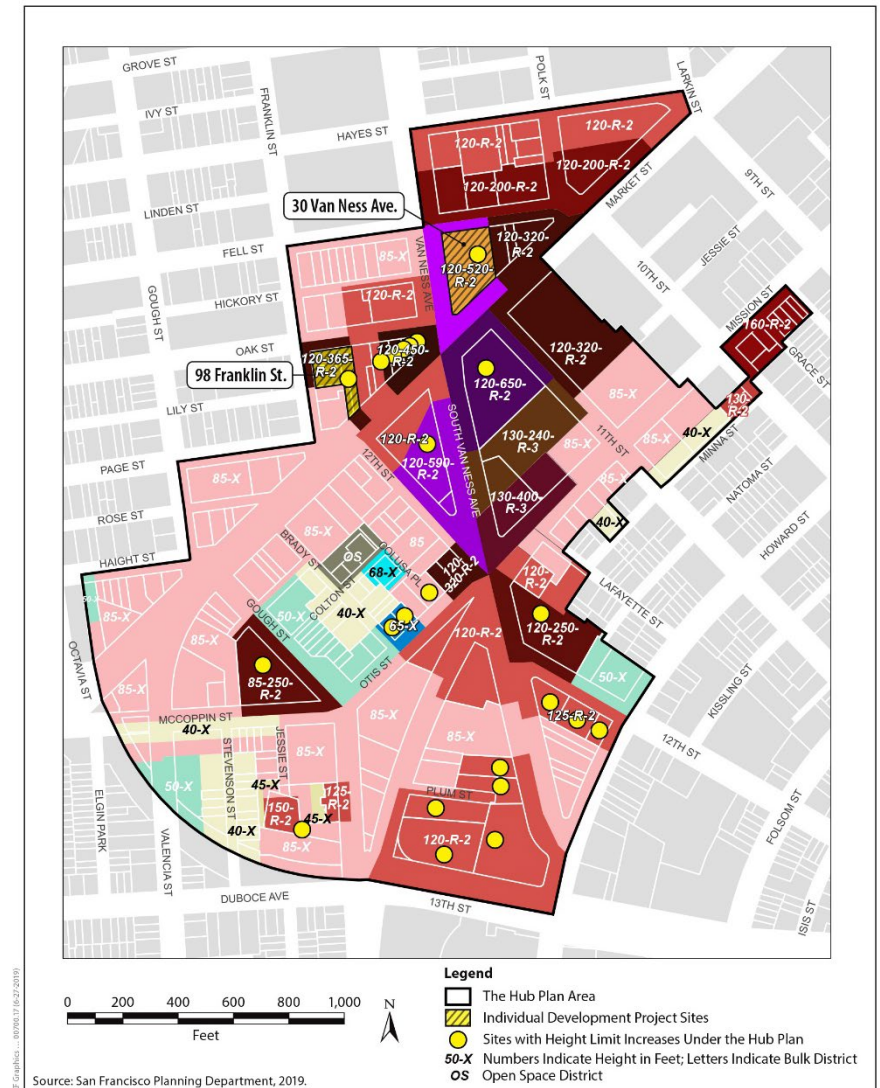 GROVE ST
IVY ST
FRANKLIN ST
HAYES ST
POLK ST
LARKIN ST
120-R-2
120-R-2
120-200-R-2
120-200-R-2
MARKET ST
9TH ST
LINDEN ST
30 Van Ness Ave.
FELL ST
VAN NESS AVE
85-X
120-520-
R-2
120-320-
R-2
JESSIE ST
10TH ST
MISSION ST
GOUGH ST
HICKORY ST
120-R-2
160-R-2
GRACE ST
OAK ST
120-365-
R-2
120-450-
R-2
120-320-
R-2
98 Franklin St.
LILY ST
120-650-
R-2
85-X
130-
R-2
MINNA ST
PAGE ST
120-R-2
SOUTH VAN NESS AVE
130-240-
R-3
85-X
11TH ST
85-X
40-X
12TH ST
120-590-
R-2
NATOMA ST
85-X
130-400-
R-3
85-X
ROSE ST
HOWARD ST
40-X
HAIGHT ST
85-X
BRADY ST
OS
85
COLUSA PL
68-X
120-
320-R-2
120-
R-2
LAFAYETTE ST
50-X
COLTON ST
40-X
85-X
GOUGH ST
50-X
65-X
120-R-2
120-250-
R-2
OCTAVIA ST
85-X
85-X
85-250-
R-2
OTIS ST
50-X
KISSLING ST
125-R-2
MCCOPPIN ST
40-X
85-X
85-X
12TH ST
JESSIE ST
85-X
STEVENSON ST
50-X
45-X
125-
R-2
PLUM ST
ELGIN PARK
150-
R-2
45-X
FOLSOM ST
40-X
VALENCIA ST
85-X
120-R-2
DUBOCE AVE
13TH ST
ISIS ST
Legend
The Hub Plan Area
Individual Development Project Sites
Sites with Height Limit Increases Under the Hub Plan
50-X Numbers Indicate Height in Feet; Letters Indicate Bulk District
OS Open Space District
0 200 400 600 800 1,000
Feet
N
Source: San Francisco Planning Department, 2019.